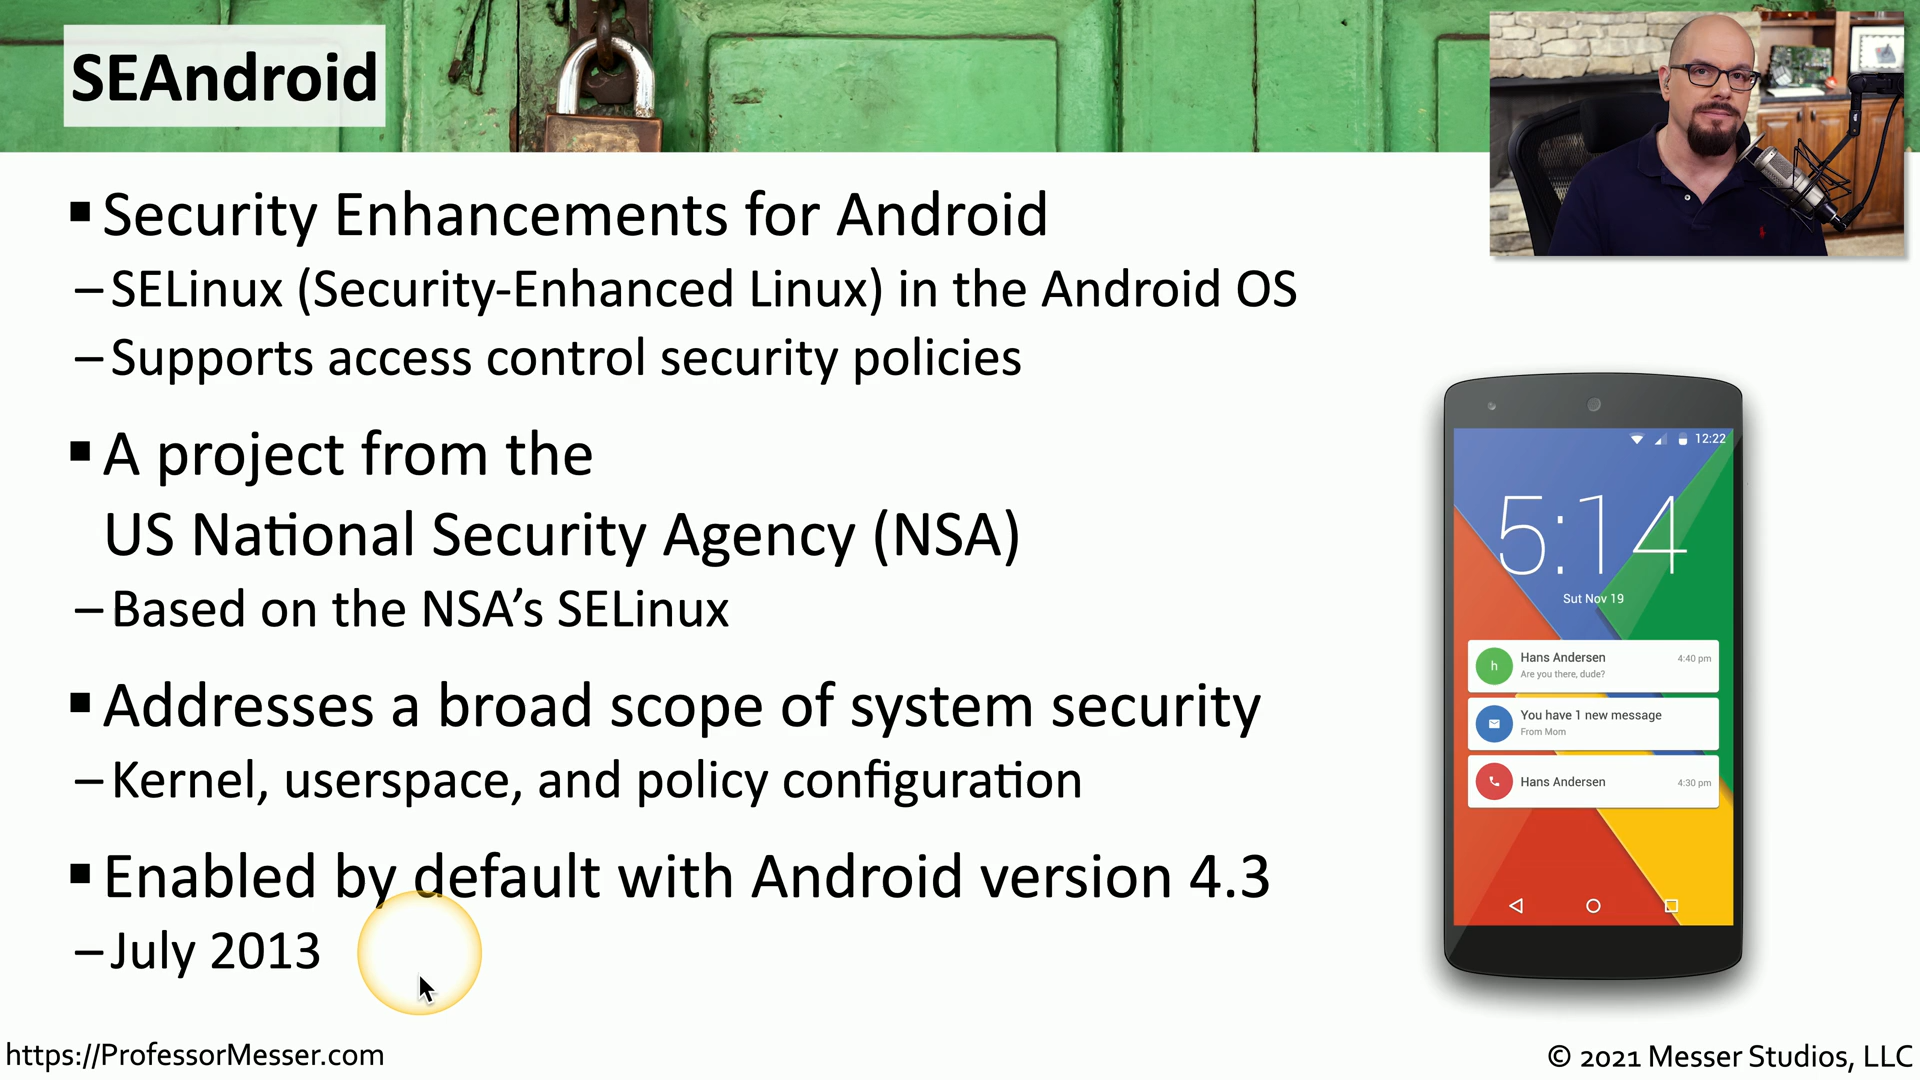 SEAndroid
▪ Security Enhancements for Android
– SELinux (Security-Enhanced Linux) in the Android OS
– Supports access control security policies
▪ A project from the
US National Security Agency (NSA)
– Based on the NSA’s SELinux
▪ Addresses a broad scope of system security
– Kernel, userspace, and policy configuration
▪ Enabled by default with Android version 4.3
– July 2013
12:22
5:14
Sut Nov 19
h
Hans Andersen 4:40 pm
Are you there, dude?
You have 1 new message
From Mom
Hans Andersen 4:30 pm
https://ProfessorMesser.com
© 2021 Messer Studios, LLC